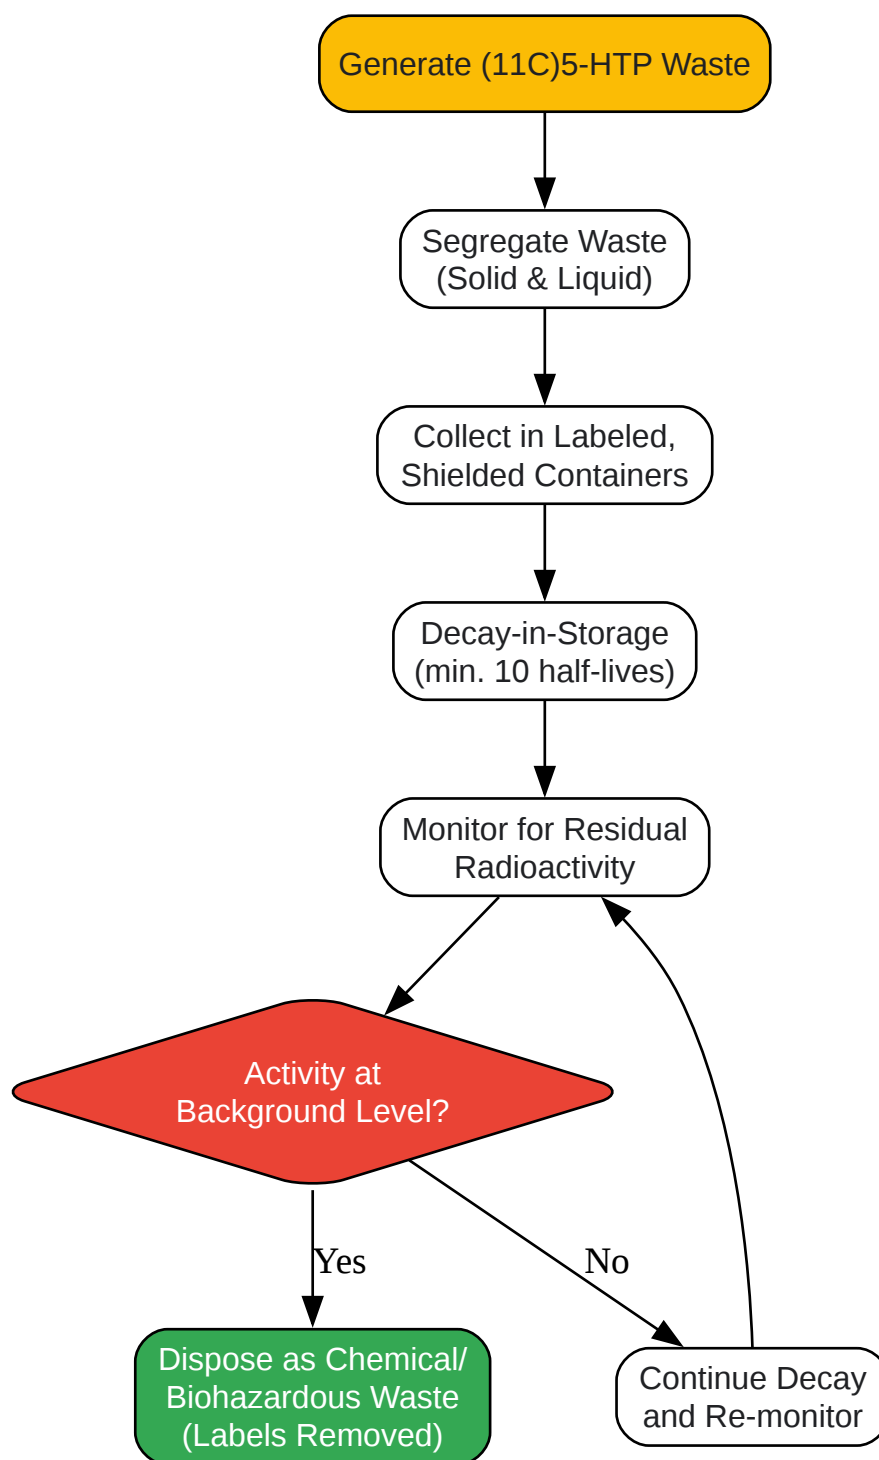 Generate (11C)5-HTP Waste
Segregate Waste
(Solid & Liquid)
Collect in Labeled,
Shielded Containers
Decay-in-Storage
(min. 10 half-lives)
Monitor for Residual
Radioactivity
Activity at
Background Level?
Yes
No
Dispose as Chemical/
Biohazardous Waste
(Labels Removed)
Continue Decay
and Re-monitor